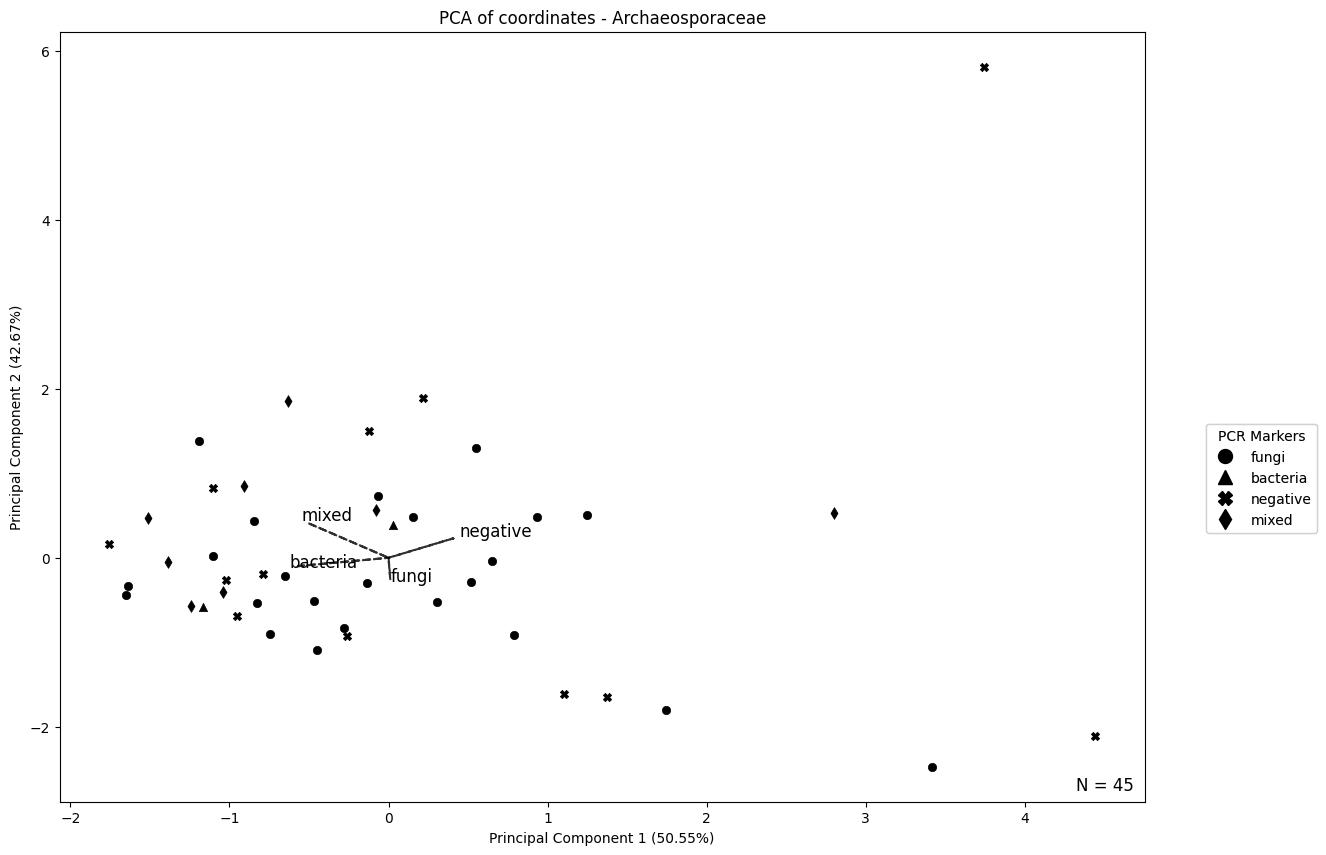 PCA of coordinates - Archaeosporaceae
6
4
2
0
−2
Principal Component 2 (42.67%)
mixed
negative
bacteria
fungi
N = 45
−2
−1
0
1
2
3
4
Principal Component 1 (50.55%)
PCR Markers
fungi
bacteria
negative
mixed